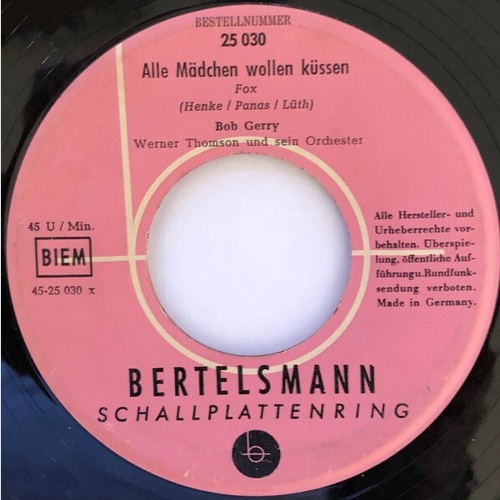 BESTELLNUMMER
25 030
Alle Mädchen wollen küssen
Fox
(Henke / Panas / Lüth)
Bob Gerry
Werner Thomson und sein Orchester
45 U / Min.
BIEM
45-25 030 x
Alle Hersteller- und
Urheberrechte vor-
behalten. Überspie-
lung, öffentliche Auf-
führungu.Rundfunk-
sendung verboten.
Made in Germany.
BERTELSMANN
SCHALLPLATTENRING
b